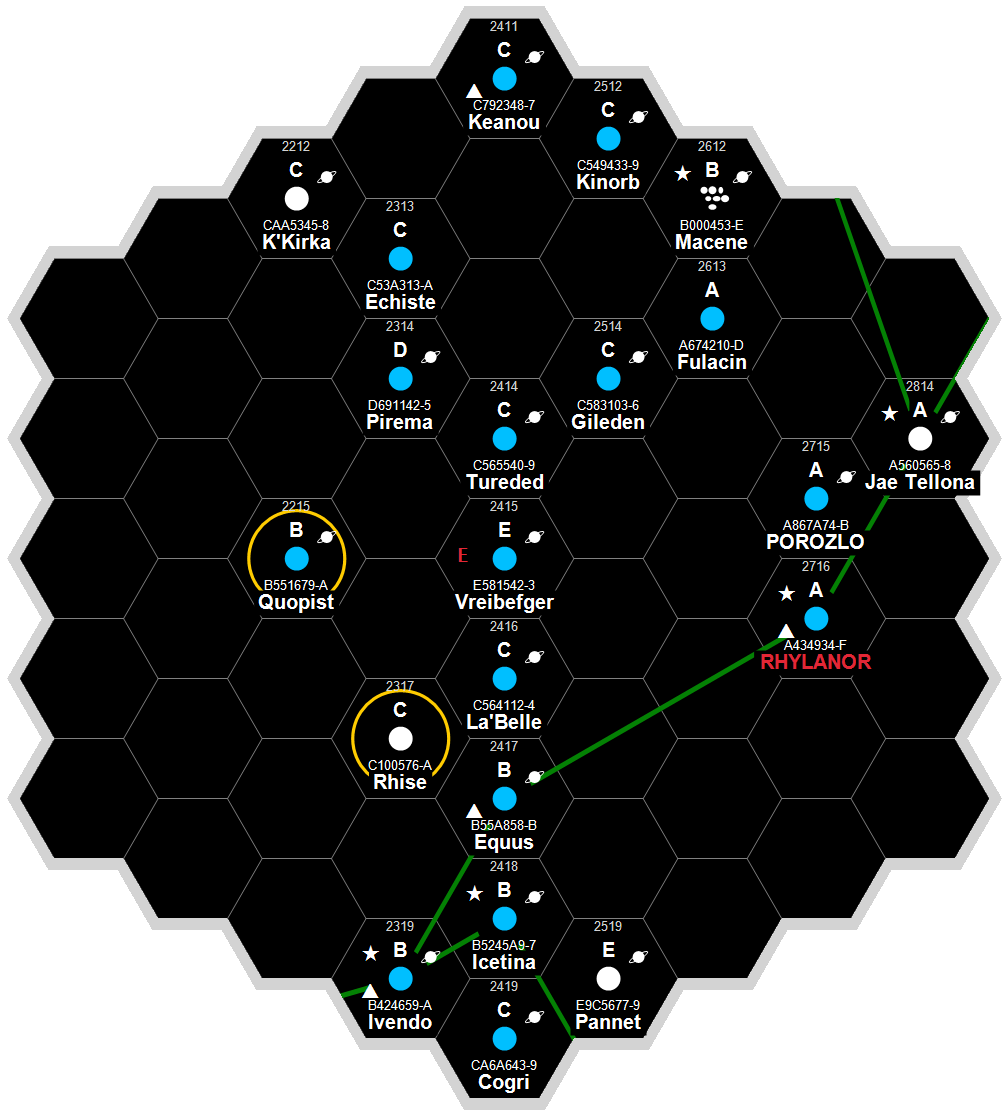 2411
C
C792348-7
Keanou
2512
C
C549433-9
Kinorb
2212
C
CAA5345-8
K'Kirka
2612
B
B000453-E
Macene
2313
C
C53A313-A
Echiste
2613
A
A674210-D
Fulacin
2314
D
D691142-5
Pirema
2514
C
C583103-6
Gileden
2414
C
C565540-9
Tureded
2814
A
A560565-8
Jae Tellona
2715
A
A867A74-B
POROZLO
2215
B
B551679-A
Quopist
2415
E
E
E581542-3
Vreibefger
2716
A
A434934-F
RHYLANOR
2416
C
C564112-4
La'Belle
2317
C
C100576-A
Rhise
2417
B
B55A858-B
Equus
2418
B
B5245A9-7
Icetina
2319
B
B424659-A
Ivendo
2519
E
E9C5677-9
Pannet
2419
C
CA6A643-9
Cogri